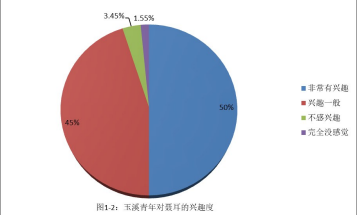 3.45%
1.55%
50%
45%
非常有兴趣
兴趣一般
不感兴趣
完全没感觉
图1-2：玉溪青年对聂耳的兴趣度